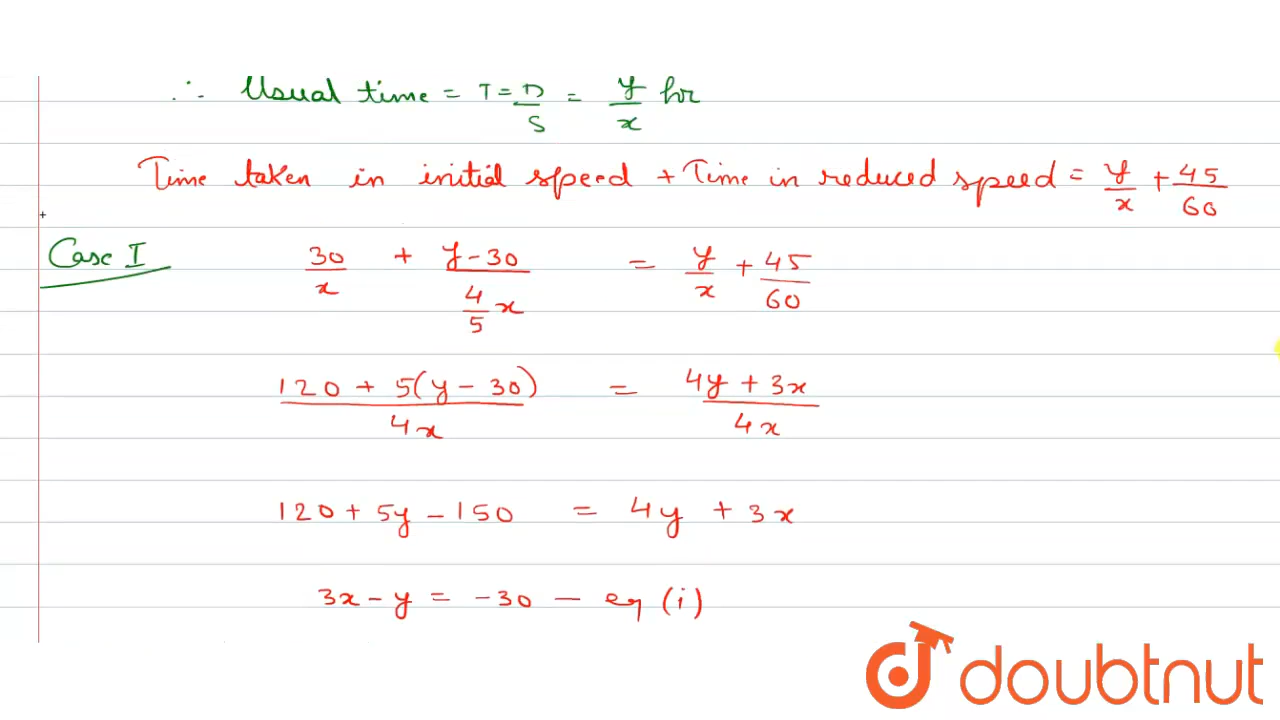 ∴ Usual time = T = D/S = y/x hr
Time taken in initial speed + Time in reduced speed = y/x + 45/60
Case I 30/x + y-30/4/5 x = y/x + 45/60
120 + 5(y - 30)/4x = 4y + 3x/4x
120 + 5y - 150 = 4y + 3x
3x - y = -30 - eq (i)
doubtnut